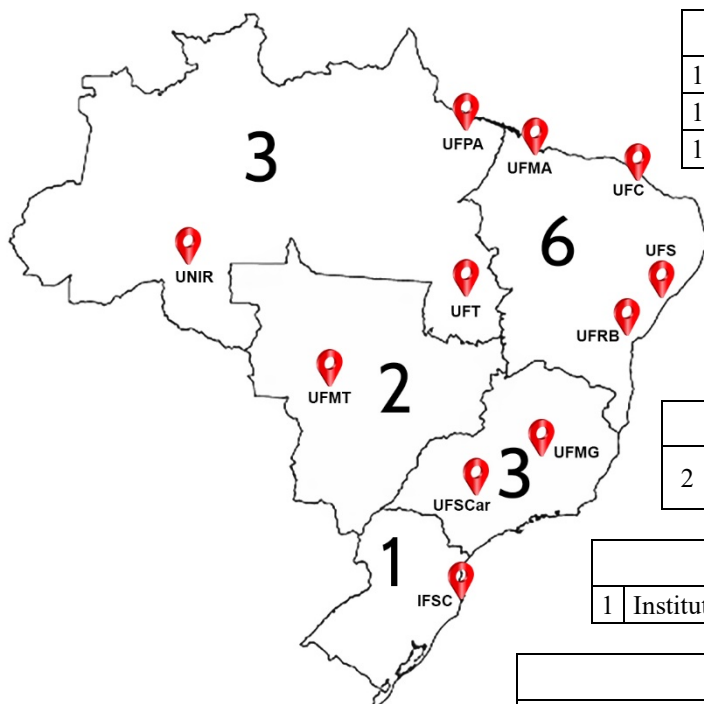 1
1
1
3
UFPA
UFMA
UFC
6
UFS
UNIR
UFT
UFRB
UFMT
2
UFMG
3
UFSCar
2
1
IFSC
1 Institut